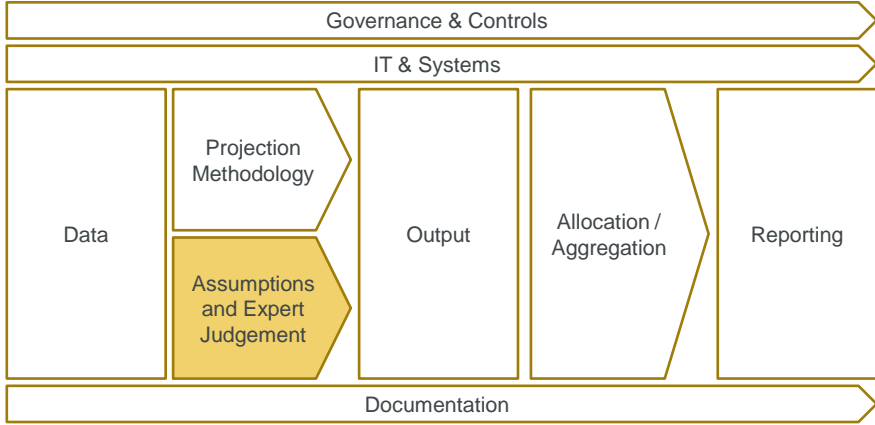 Governance & Controls
IT & Systems
Data
Projection
Methodology
Assumptions
and Expert
Judgement
Output
Allocation /
Aggregation
Reporting
Documentation